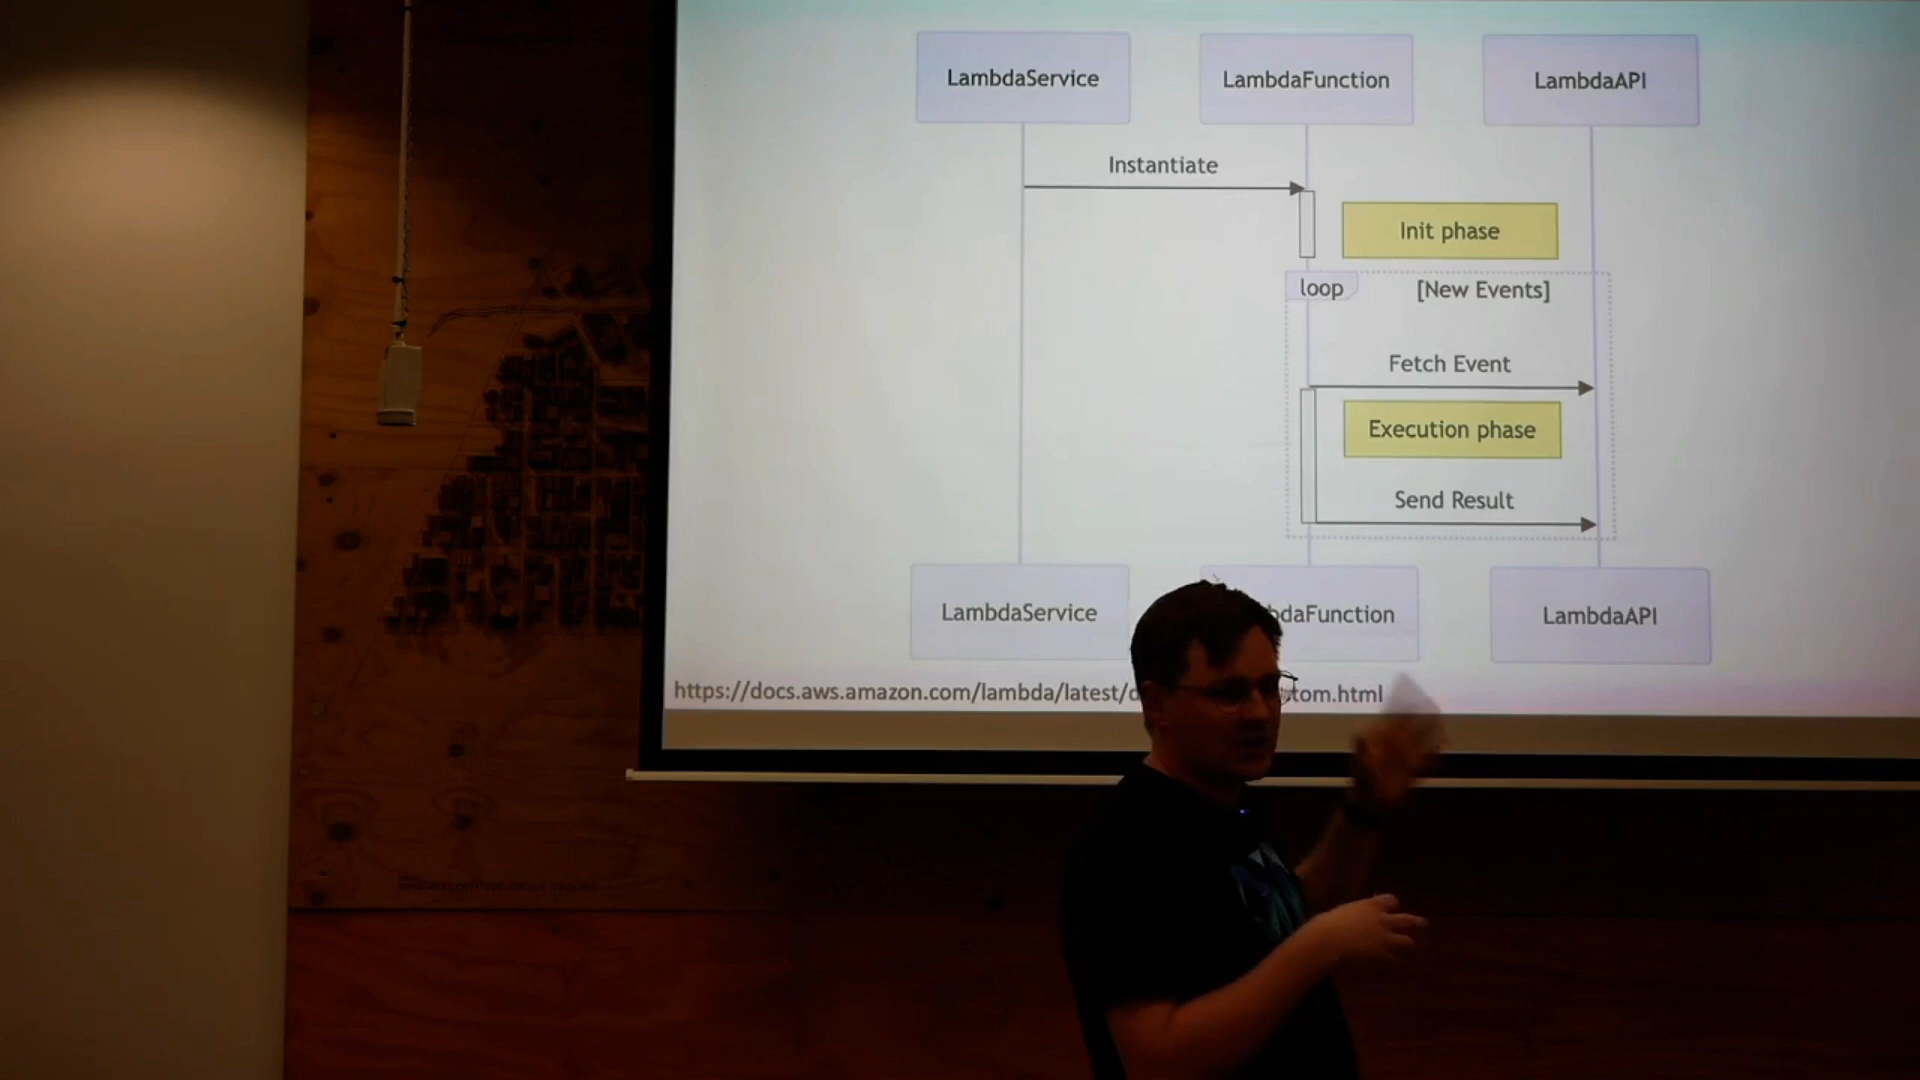 LambdaService
LambdaFunction
LambdaAPI
Instantiate
Init phase
loop
[New Events]
Fetch Event
Execution phase
Send Result
LambdaService
bdaFunction
LambdaAPI
https://docs.aws.amazon.com/lambda/latest/d tom.html